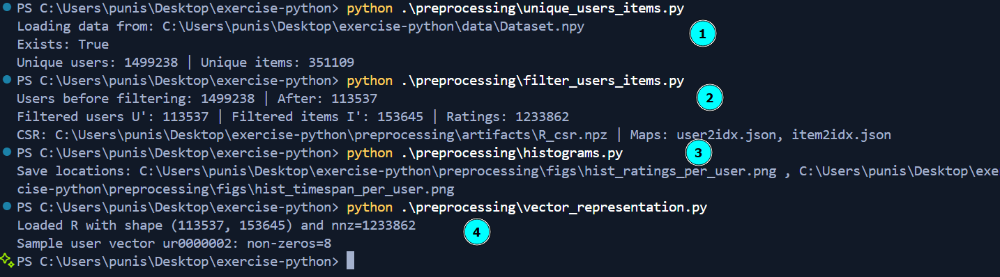 PS C:\Users\punis\Desktop\exercise-python> python .\preprocessing\unique_users_items.py
Loading data from: C:\Users\punis\Desktop\exercise-python\data\Dataset.npy
1
Exists: True
Unique users: 1499238 | Unique items: 351109
PS C:\Users\punis\Desktop\exercise-python> python .\preprocessing\filter_users_items.py
Users before filtering: 1499238 | After: 113537
2
Filtered users U': 113537 | Filtered items I': 153645 | Ratings: 1233862
CSR: C:\Users\punis\Desktop\exercise-python\preprocessing\artifacts\R_csr.npz | Maps: user2idx.json, item2idx.json
PS C:\Users\punis\Desktop\exercise-python> python .\preprocessing\histograms.py
3
Save locations: C:\Users\punis\Desktop\exercise-python\preprocessing\figs\hist_ratings_per_user.png , C:\Users\punis\Desktop\exe
rcise-python\preprocessing\figs\hist_timespan_per_user.png
PS C:\Users\punis\Desktop\exercise-python> python .\preprocessing\vector_representation.py
Loaded R with shape (113537, 153645) and nnz=1233862
4
Sample user vector ur0000002: non-zeros=8
PS C:\Users\punis\Desktop\exercise-python>